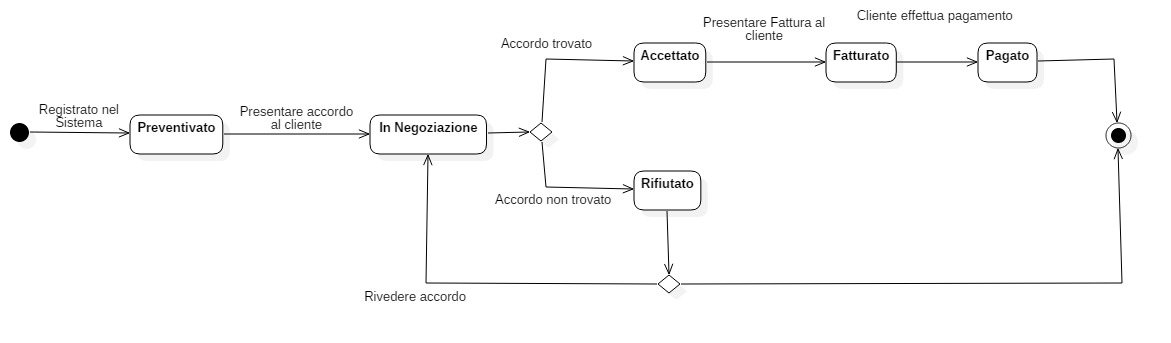 Registrato nel
Sistema
Preventivato
Presentare accordo
al cliente
In Negoziazione
Accordo trovato
Accettato
Presentare Fattura al
cliente
Fatturato
Cliente effettua pagamento
Pagato
Accordo non trovato
Rifiutato
Rivedere accordo